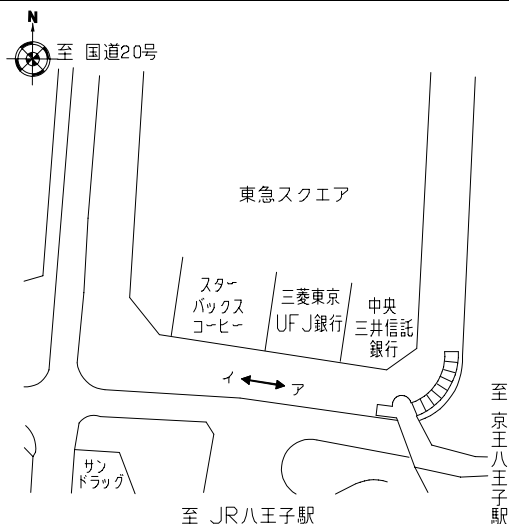 N
至 国道20号
東急スクエア
スター
バックス
コーヒー
三菱東京
UFJ銀行
中央
三井信託
銀行
イ
ア
至 京王八王子駅
サン
ドラッグ
至 JR八王子駅